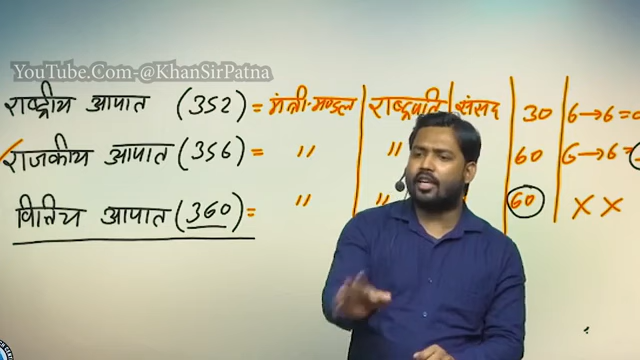 YouTube.Com-@KhanSirPatna
राष्ट्रीय आपात (352) = मंत्री-मण्डल राष्ट्रपति संसद 30 6→6=
राजकीय आपात (356) = " " 60 6→6=
वित्तिय आपात (360) = " " 60 X X